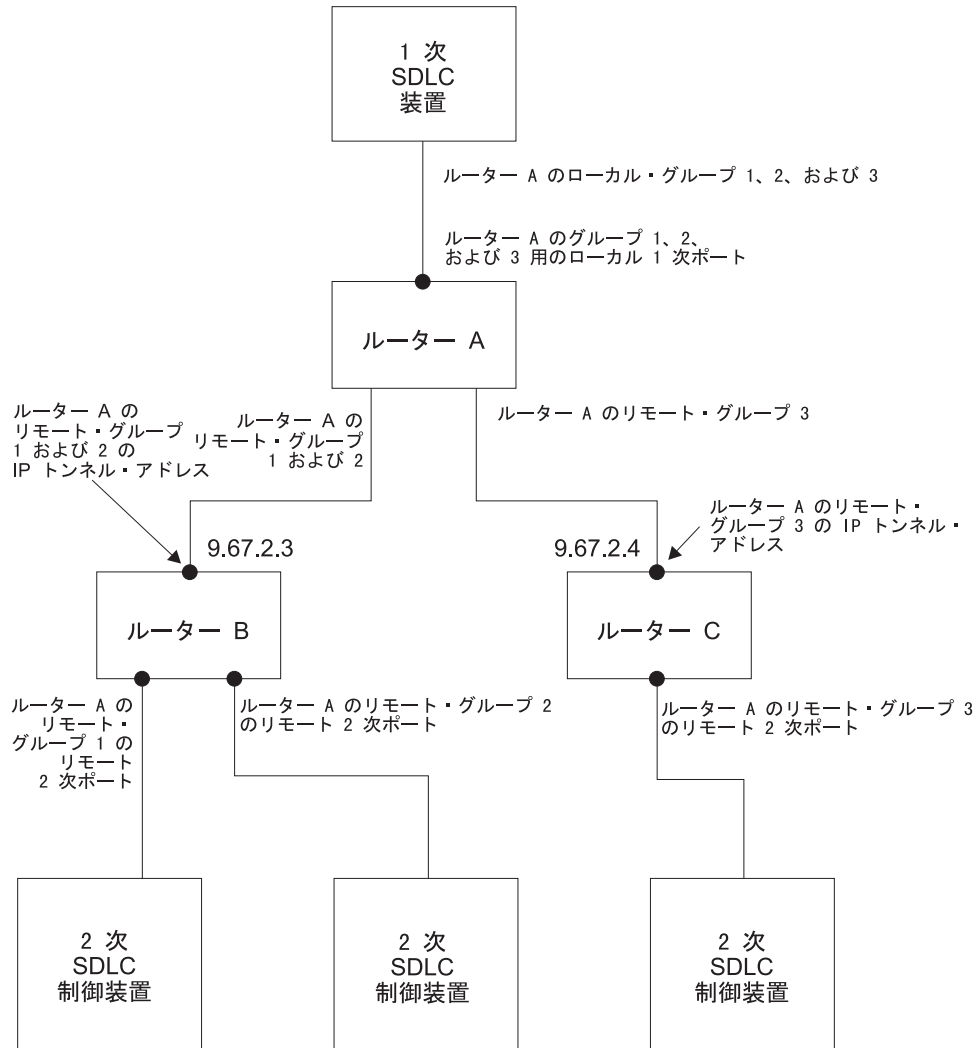 1 次
SDLC
装置
ルーター A のローカル・グループ 1、2、および 3
ルーター A のグループ 1、2、
および 3 用のローカル 1 次ポート
ルーター A
ルーター A の
リモート・グループ
1 および 2 の
IP トンネル・アドレス
ルーター A の
リモート・グループ
1 および 2
ルーター A のリモート・グループ 3
ルーター A のリモート・
グループ 3 の IP トンネル・
アドレス
9.67.2.3
9.67.2.4
ルーター B
ルーター C
ルーター A の
リモート・
グループ 1 の
リモート
2 次ポート
ルーター A のリモート・グループ 2
のリモート 2 次ポート
ルーター A のリモート・グループ 3
のリモート 2 次ポート
2 次
SDLC
制御装置
2 次
SDLC
制御装置
2 次
SDLC
制御装置